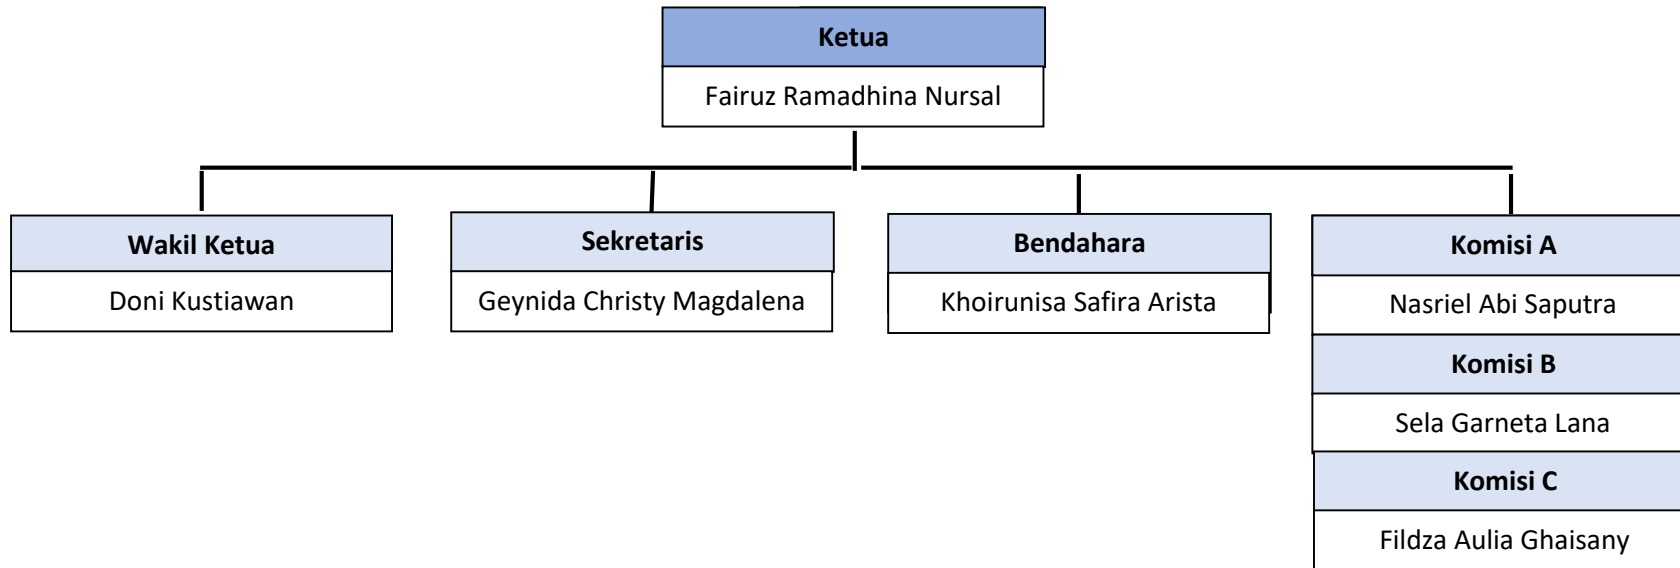 Ketua
Fairuz Ramadhina Nursal
Wakil Ketua
Doni Kustiawan
Sekretaris
Geynida Christy Magdalena
Bendahara
Khoirunisa Safira Arista
Komisi A
Nasriel Abi Saputra
Komisi B
Sela Garneta Lana
Komisi C
Fildza Aulia Ghaisany